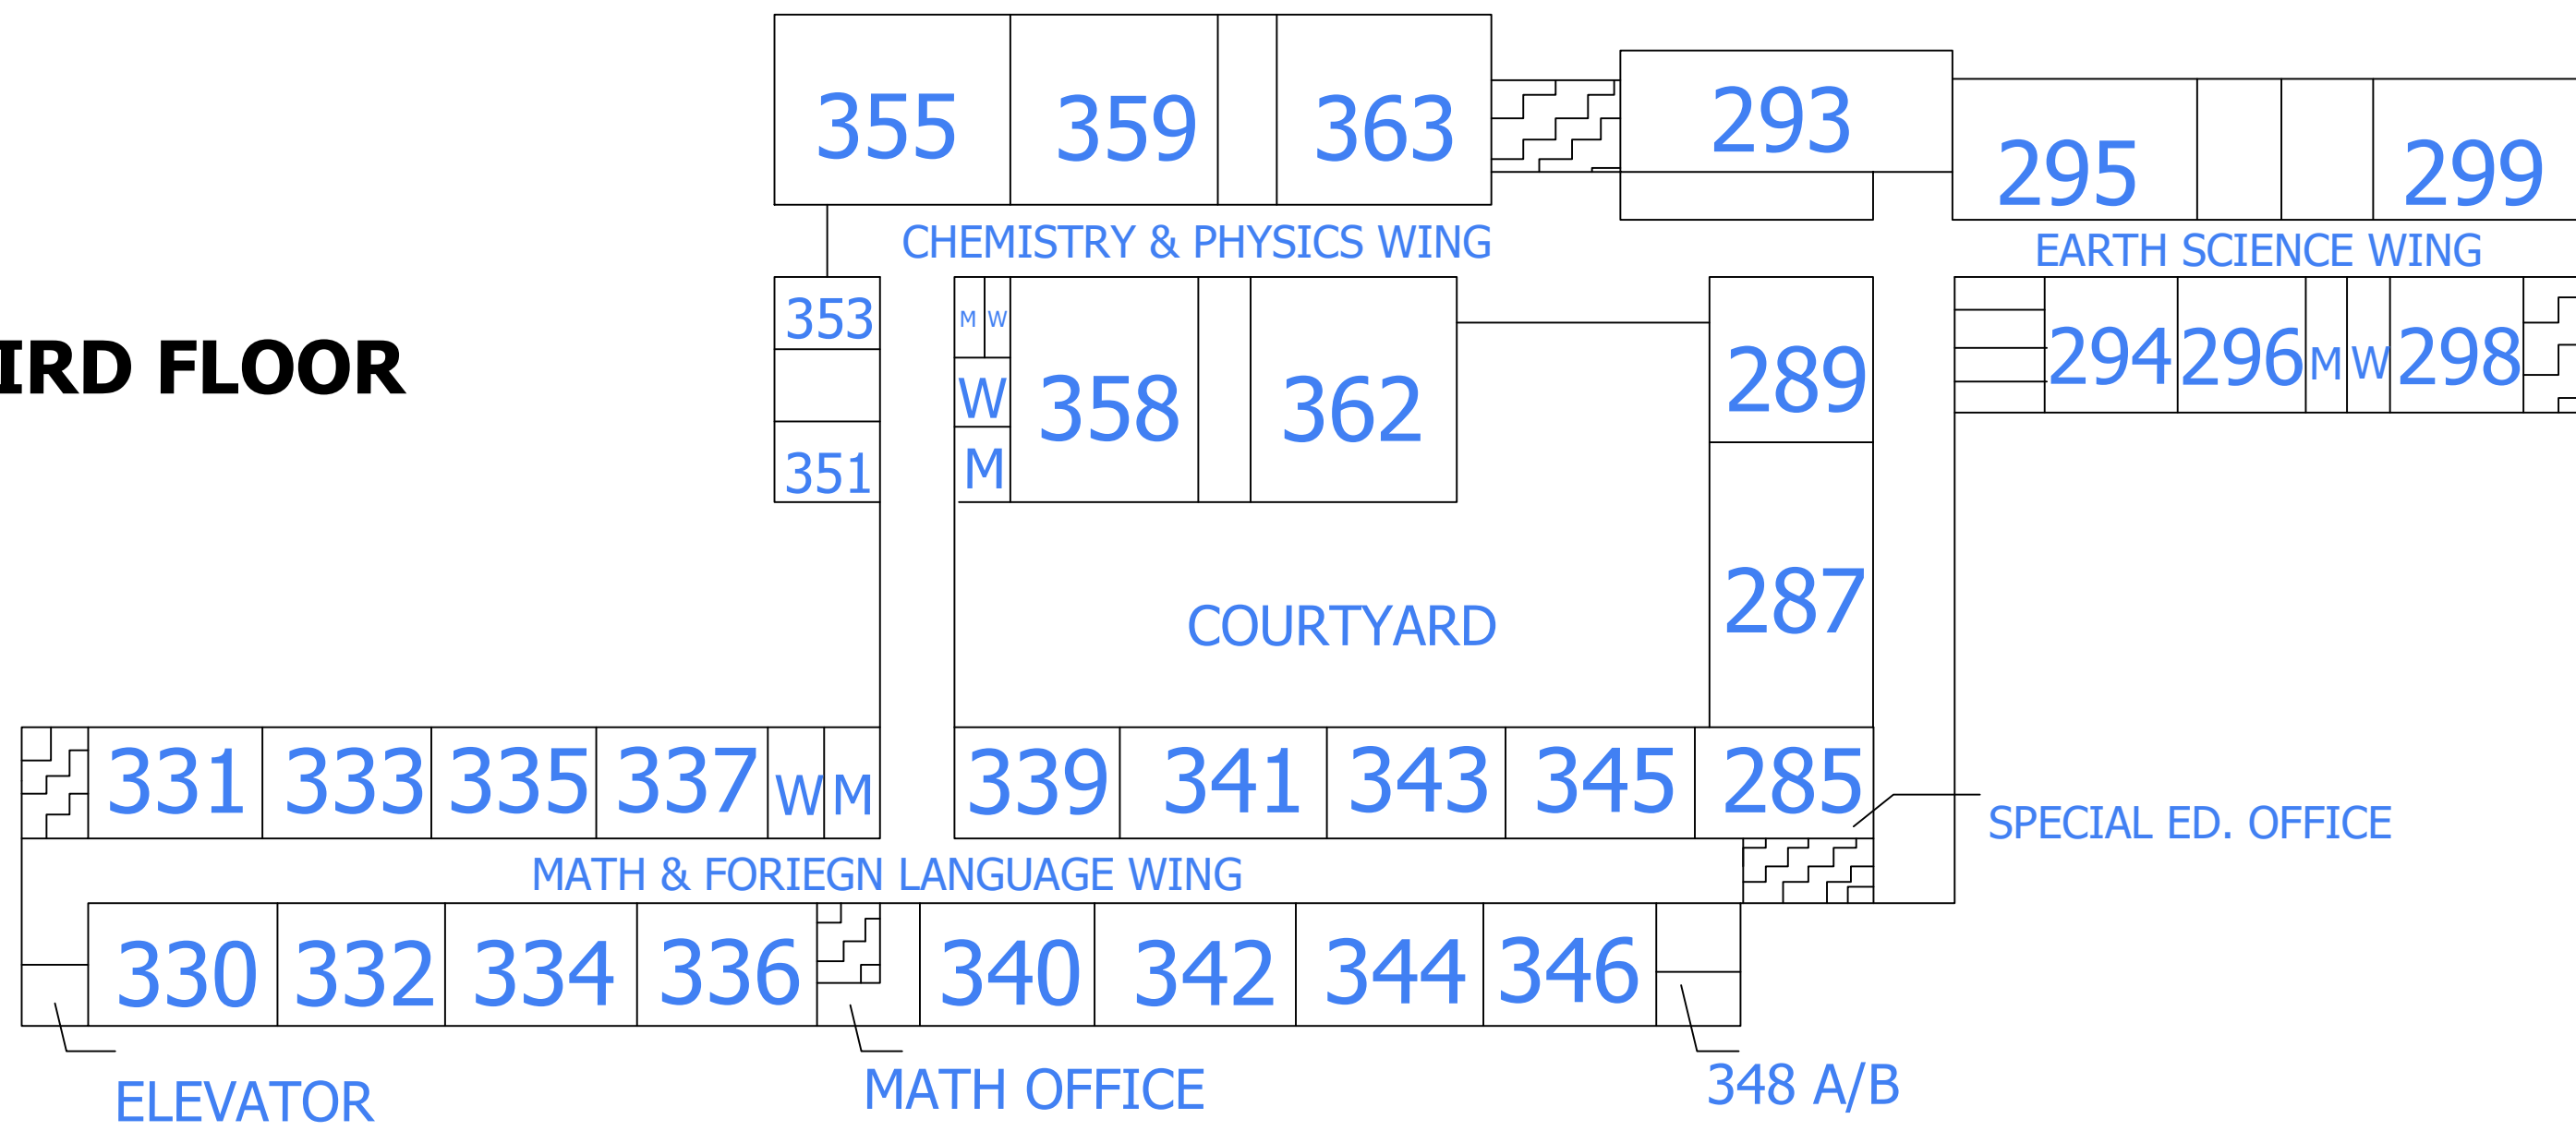 355 359 363 293 295 299
CHEMISTRY & PHYSICS WING
EARTH SCIENCE WING
353 M W 358 362 289 294 296 M W 298
W
M
351
IRD FLOOR
COURTYARD
287
331 333 335 337 W M 339 341 343 345 285
SPECIAL ED. OFFICE
MATH & FORIEGN LANGUAGE WING
330 332 334 336 340 342 344 346
ELEVATOR
MATH OFFICE
348 A/B